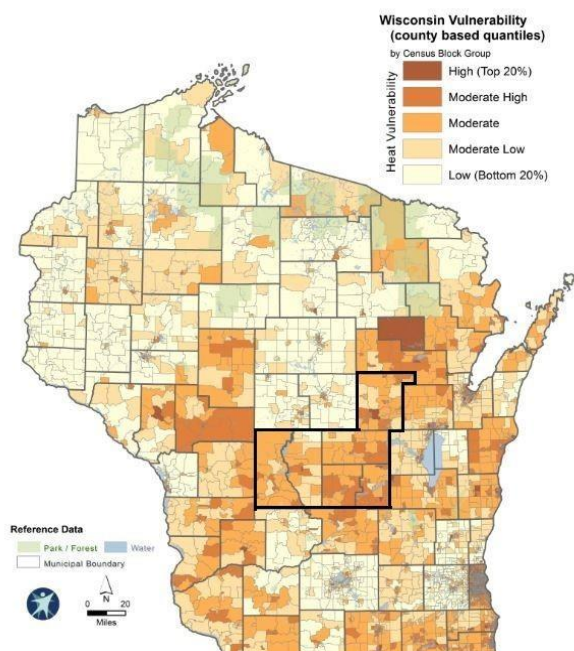 Wisconsin Vulnerability
(county based quantiles)
by Census Block Group
Heat Vulnerability
High (Top 20%)
Moderate High
Moderate
Moderate Low
Low (Bottom 20%)
Reference Data
Park / Forest
Water
Municipal Boundary
N
0 20
Miles